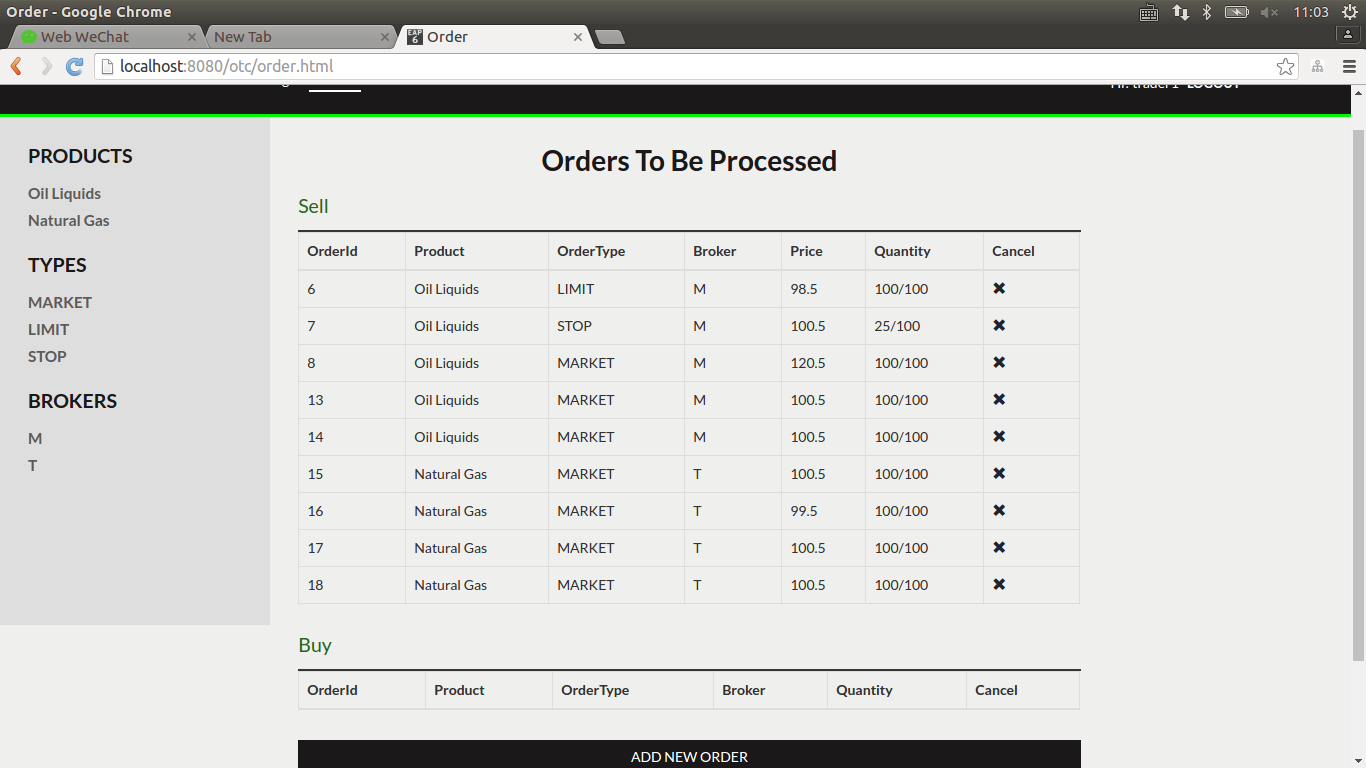 Order - Google Chrome
11:03
Web WeChat
New Tab
EAP 6
Order
localhost:8080/otc/order.html
LOGOUT
PRODUCTS
Oil Liquids
Natural Gas
TYPES
MARKET
LIMIT
STOP
BROKERS
M
T
Orders To Be Processed
Sell
OrderId Product OrderType Broker Price Quantity Cancel
6 Oil Liquids LIMIT M 98.5 100/100 ✖
7 Oil Liquids STOP M 100.5 25/100 ✖
8 Oil Liquids MARKET M 120.5 100/100 ✖
13 Oil Liquids MARKET M 100.5 100/100 ✖
14 Oil Liquids MARKET M 100.5 100/100 ✖
15 Natural Gas MARKET T 100.5 100/100 ✖
16 Natural Gas MARKET T 99.5 100/100 ✖
17 Natural Gas MARKET T 100.5 100/100 ✖
18 Natural Gas MARKET T 100.5 100/100 ✖
Buy
OrderId Product OrderType Broker Quantity Cancel
ADD NEW ORDER